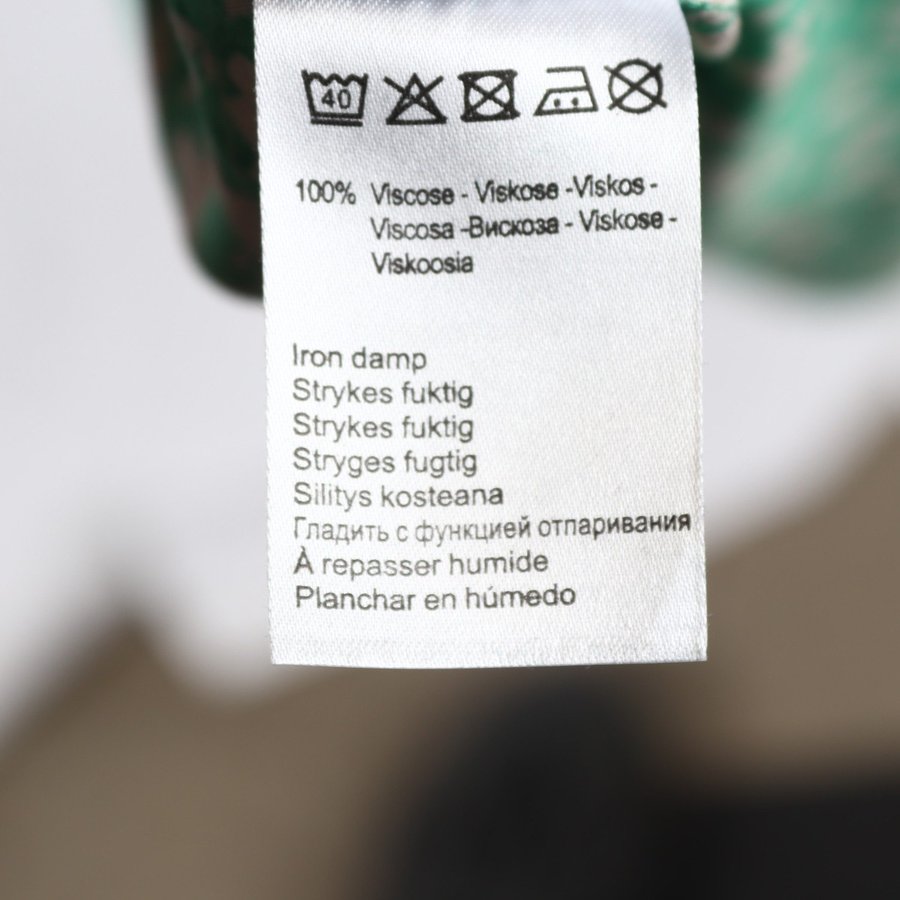 40
100% Viscose - Viskose -Viskos -
Viscosa -Вискоза - Viskose -
Viskoosia
Iron damp
Strykes fuktig
Strykes fuktig
Stryges fugtig
Silitys kosteana
Гладить с функцией отпаривания
À repasser humide
Planchar en húmedo